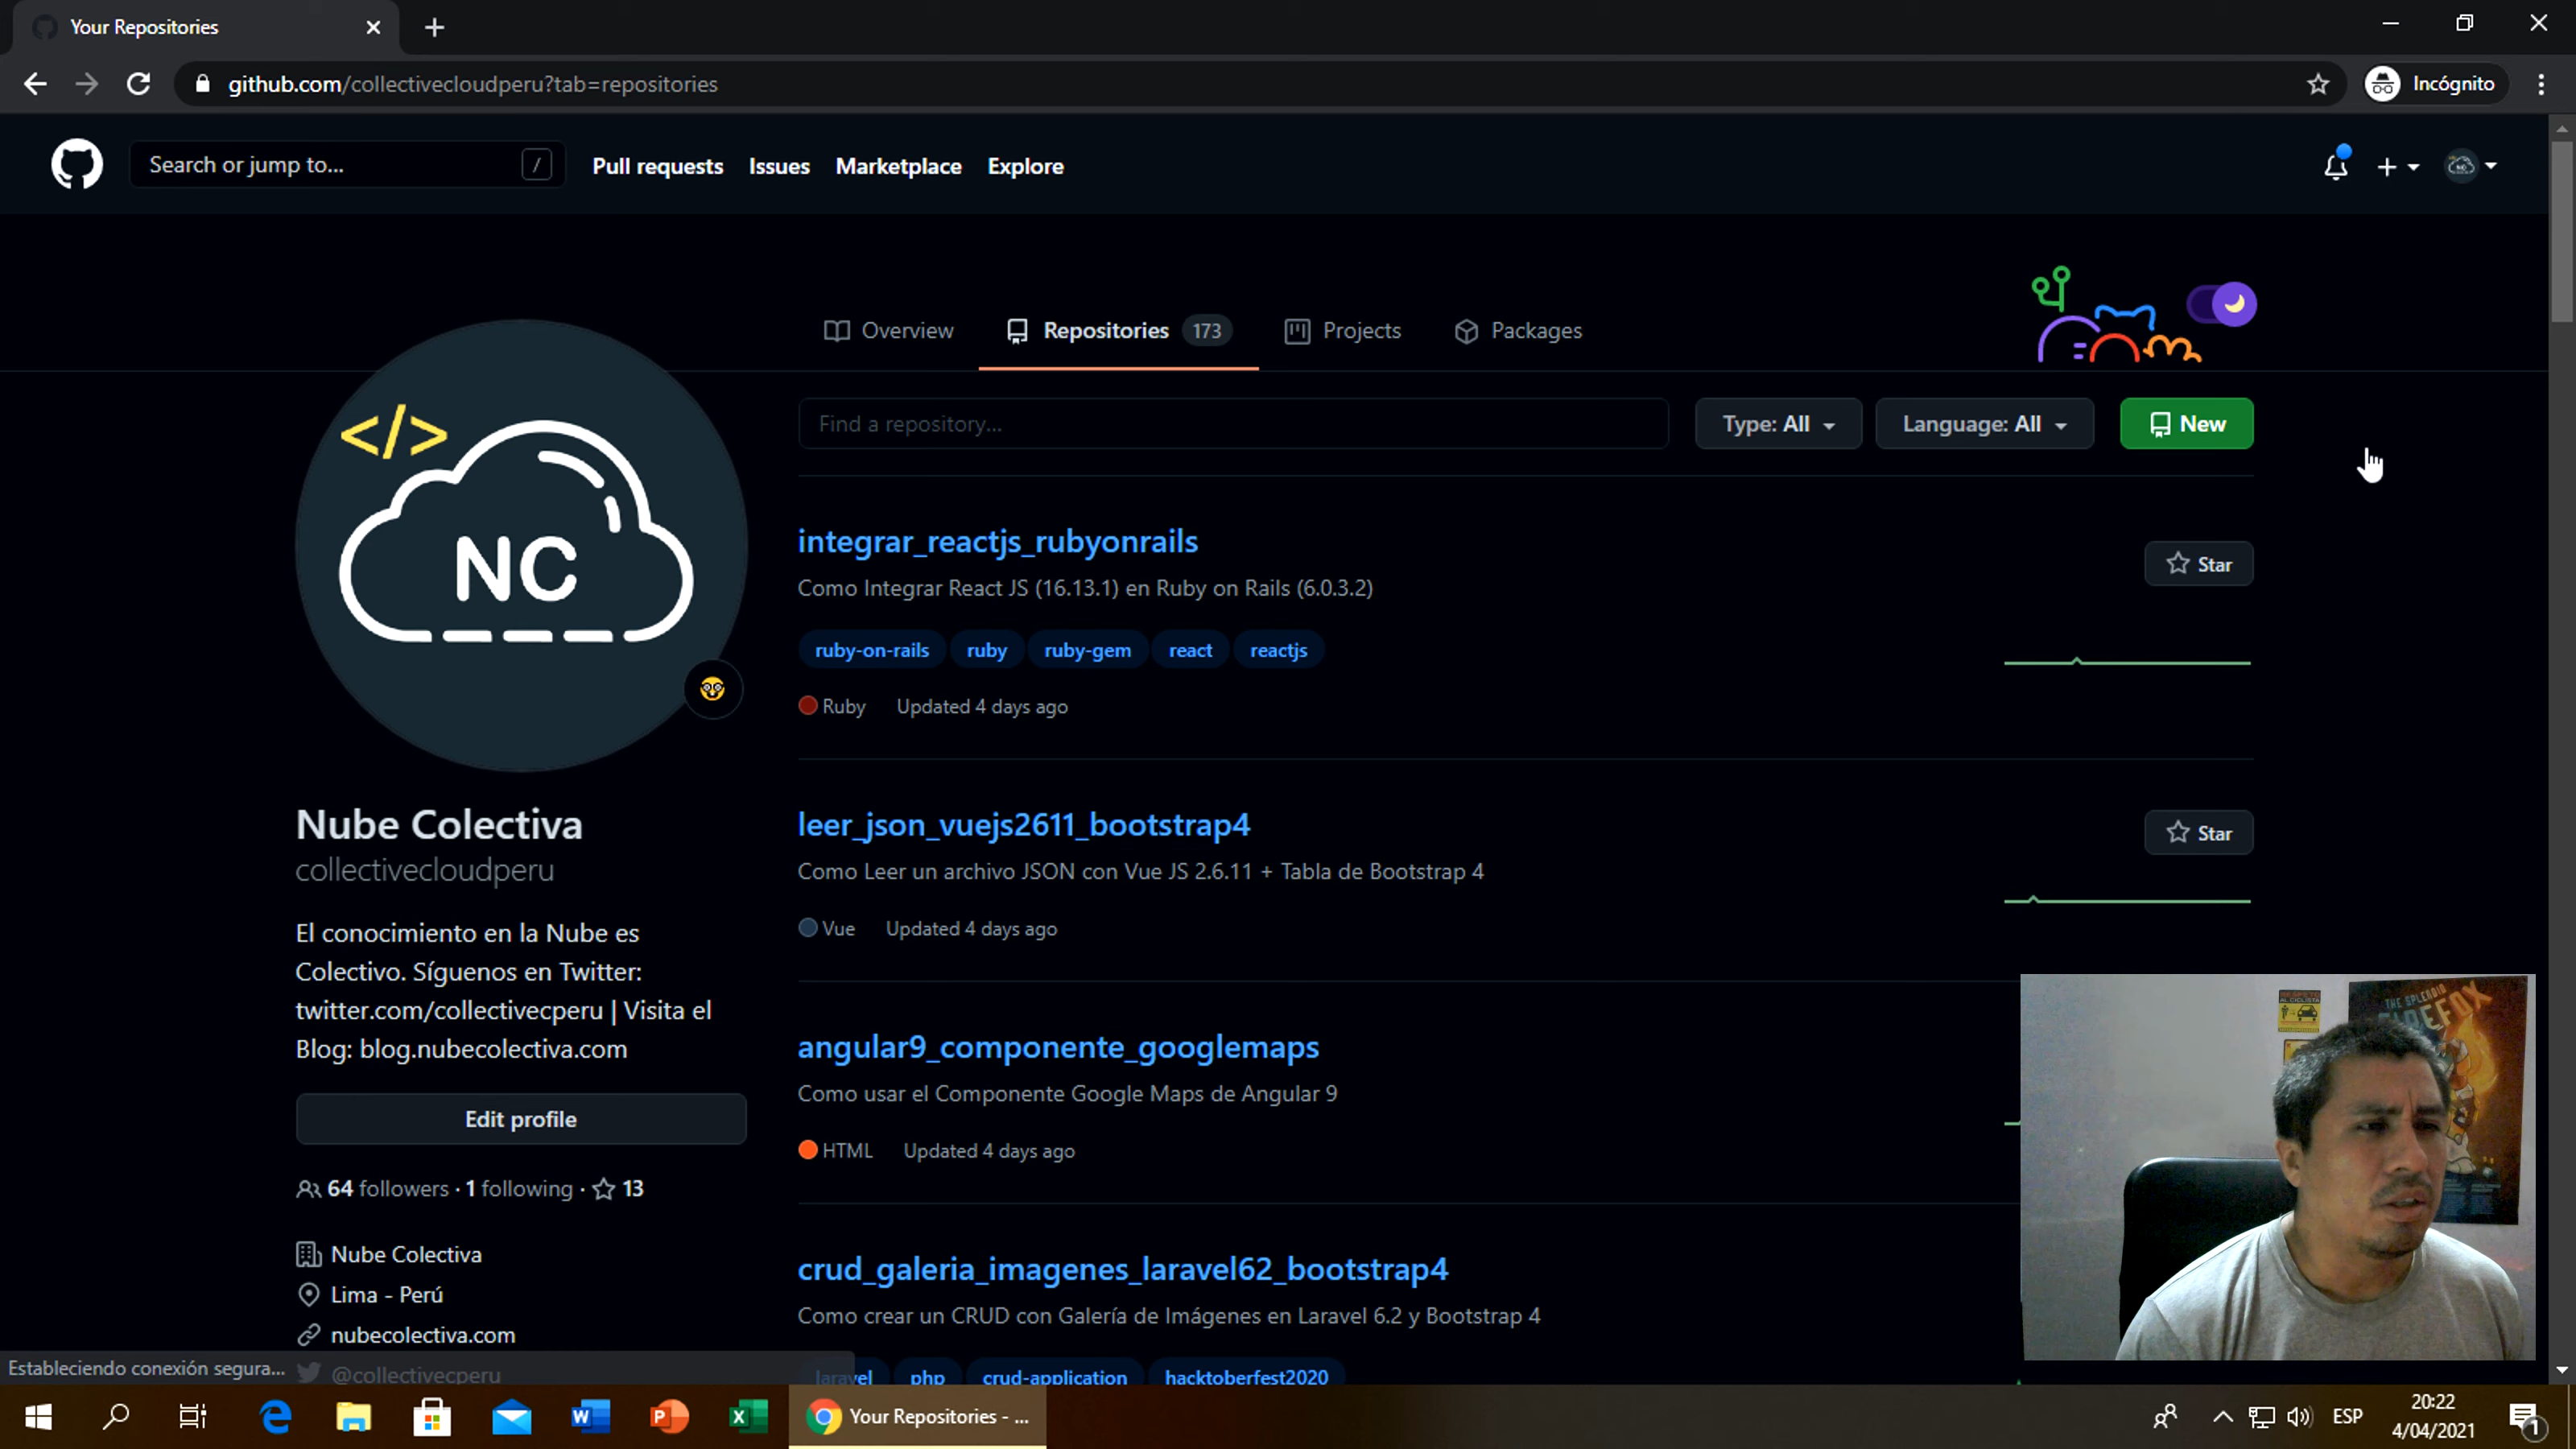 Your Repositories
github.com/collectivecloudperu?tab=repositories
Incógnito
Search or jump to... /
Pull requests Issues Marketplace Explore
Overview Repositories 173 Projects Packages
Find a repository... Type: All Language: All New
</>
NC
Nube Colectiva
collectivecloudperu
El conocimiento en la Nube es
Colectivo. Síguenos en Twitter:
twitter.com/collectivecperu | Visita el
Blog: blog.nubecolectiva.com
Edit profile
64 followers · 1 following · 13
Nube Colectiva
Lima - Perú
nubecolectiva.com
@collectivecperu
integrar_reactjs_rubyonrails
Star
Como Integrar React JS (16.13.1) en Ruby on Rails (6.0.3.2)
ruby-on-rails ruby ruby-gem react reactjs
Ruby Updated 4 days ago
leer_json_vuejs2611_bootstrap4
Star
Como Leer un archivo JSON con Vue JS 2.6.11 + Tabla de Bootstrap 4
Vue Updated 4 days ago
angular9_componente_googlemaps
Como usar el Componente Google Maps de Angular 9
HTML Updated 4 days ago
crud_galeria_imagenes_laravel62_bootstrap4
Como crear un CRUD con Galería de Imágenes en Laravel 6.2 y Bootstrap 4
laravel php crud-application hacktoberfest2020
THE SPLENDID
AL CICLISTA
Estableciendo conexión segura...
Your Repositories - ...
ESP
20:22
4/04/2021
1